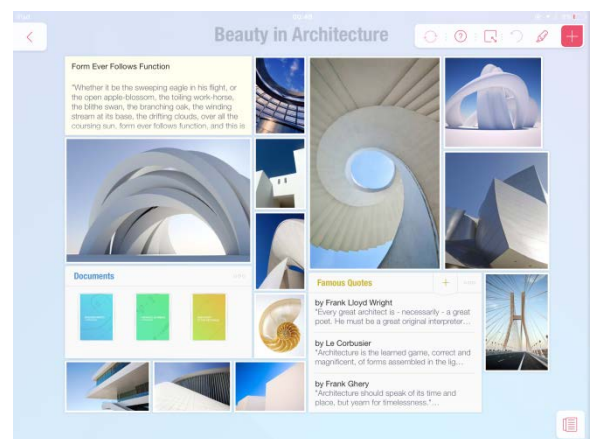 iPad
Beauty in Architecture
Form Ever Follows Function
"Whether it be the sweeping eagle in his flight, or
the open apple-blossom, the toiling work-horse,
the blithe swan, the branching oak, the winding
stream at its base, the drifting clouds, over all the
coursing sun, form ever follows function, and this is
Documents
Famous Quotes
by Frank Lloyd Wright
"Every great architect is - necessarily - a great
poet. He must be a great original interpreter…
by Le Corbusier
"Architecture is the learned game, correct and
magnificent, of forms assembled in the lig…
by Frank Ghery
"Architecture should speak of its time and
place, but yearn for timelessness."…